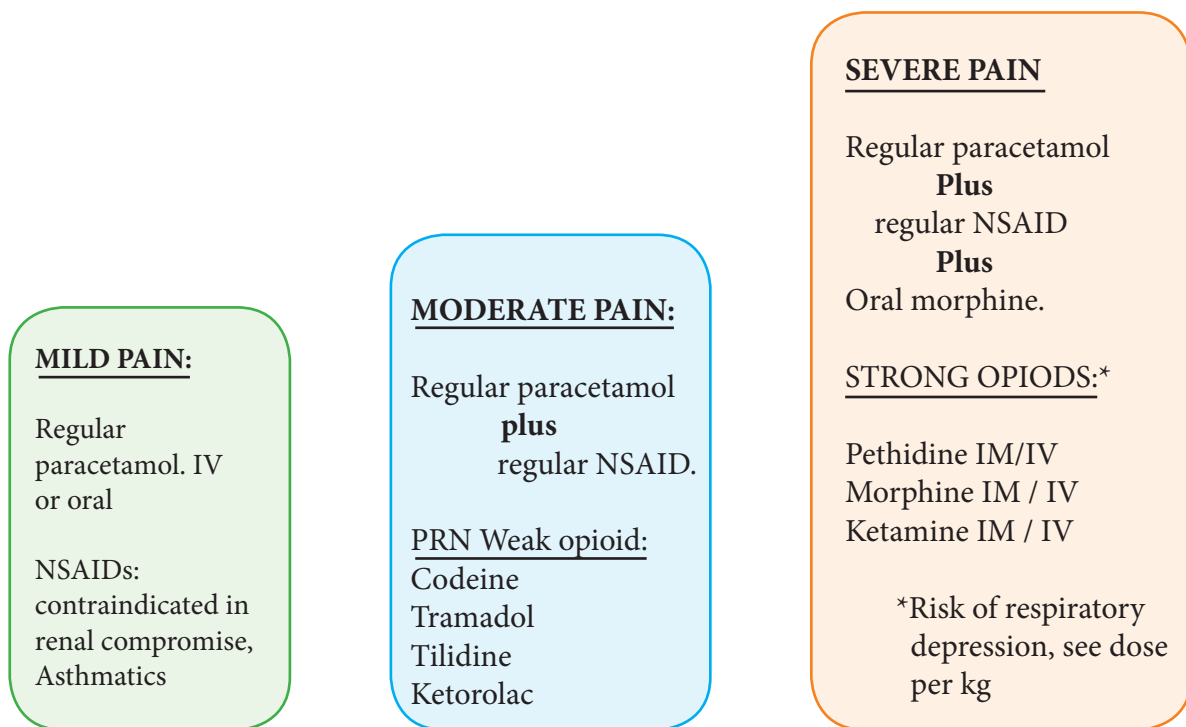 MILD PAIN:
Regular
paracetamol. IV
or oral
NSAIDs:
contraindicated in
renal compromise,
Asthmatics
MODERATE PAIN:
Regular paracetamol
plus
regular NSAID.
PRN Weak opioid:
Codeine
Tramadol
Tilidine
Ketorolac
SEVERE PAIN
Regular paracetamol
Plus
regular NSAID
Plus
Oral morphine.
STRONG OPIODS:*
Pethidine IM/IV
Morphine IM / IV
Ketamine IM / IV
*Risk of respiratory
depression, see dose
per kg